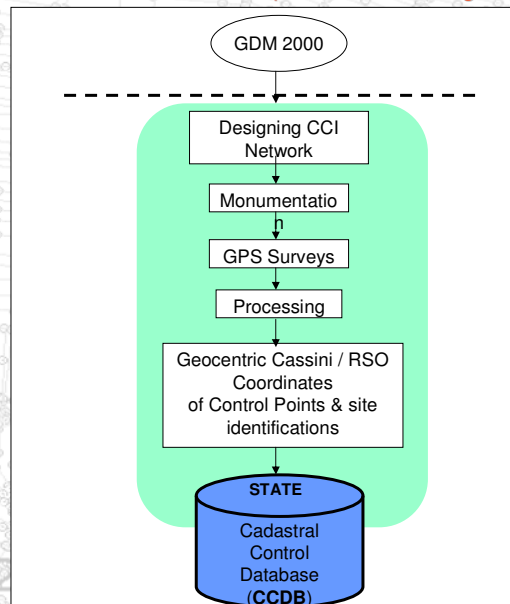 GDM 2000
Designing CCI
Network
Monumentatio
n
GPS Surveys
Processing
Geocentric Cassini / RSO
Coordinates
of Control Points & site
identifications
STATE
Cadastral
Control
Database
(CCDB)